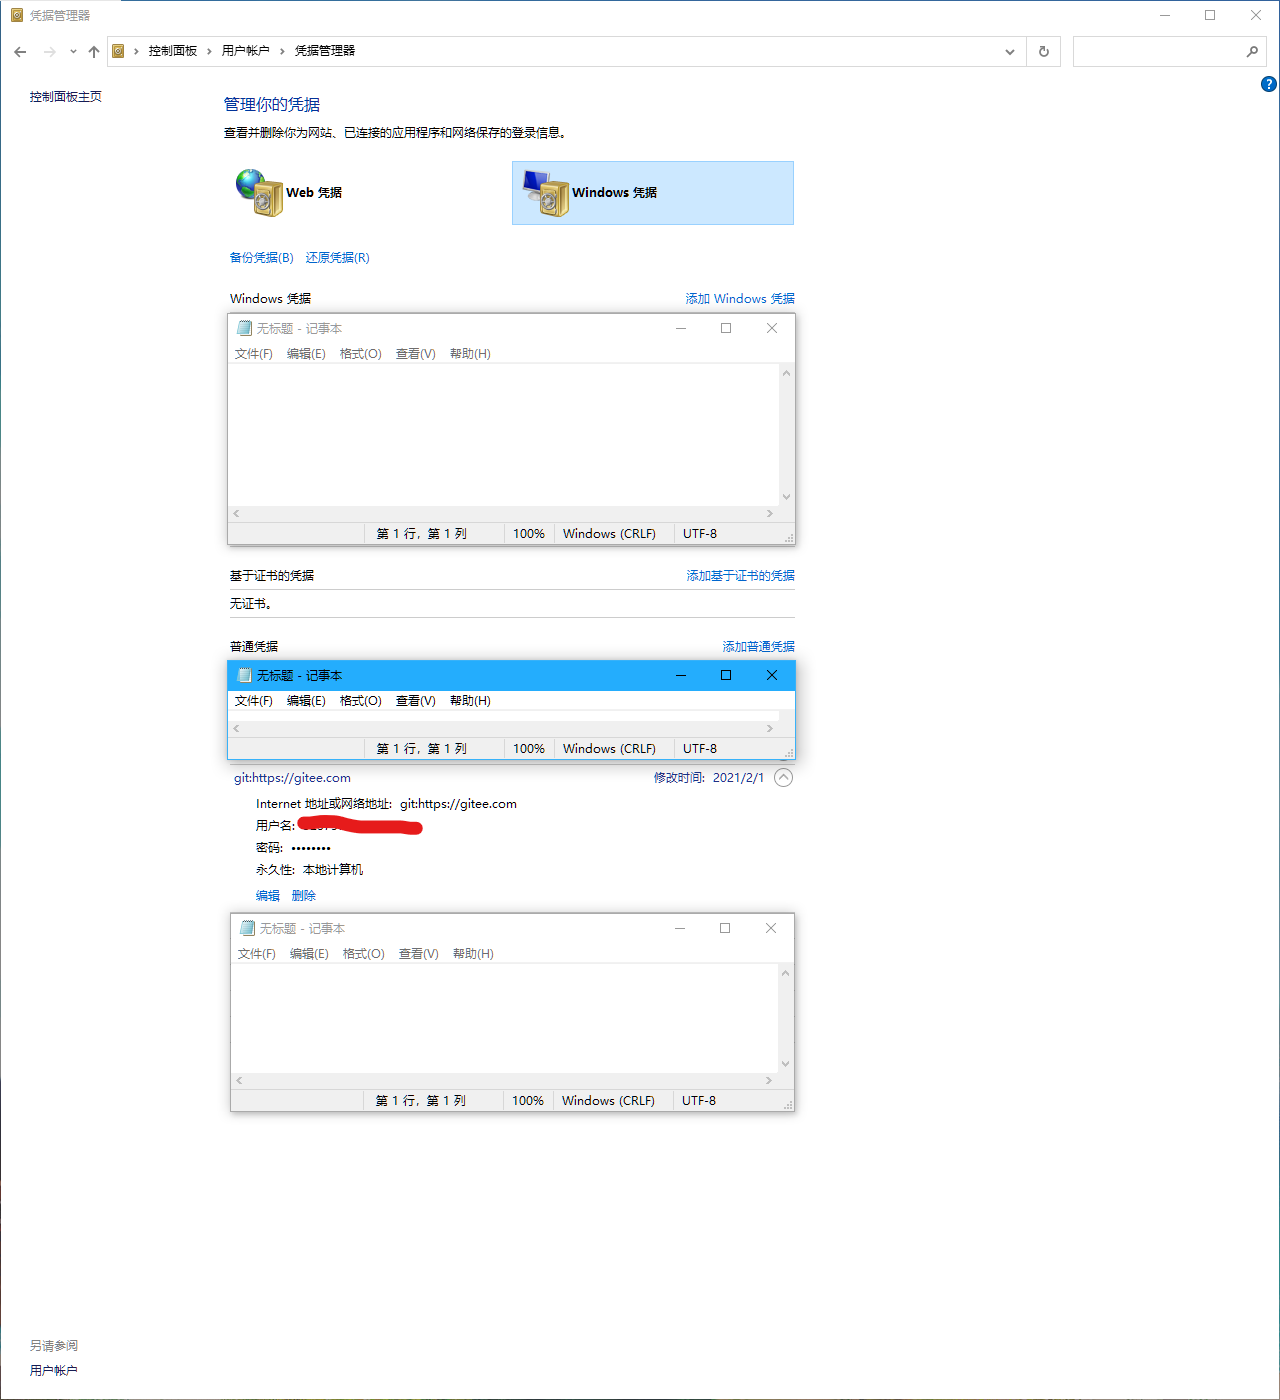 凭据管理器
控制面板 用户帐户 凭据管理器
控制面板主页
管理你的凭据
查看并删除你为网站、已连接的应用程序和网络保存的登录信息。
Web 凭据
Windows 凭据
备份凭据(B) 还原凭据(R)
Windows 凭据 添加 Windows 凭据
无标题 - 记事本
文件(F) 编辑(E) 格式(O) 查看(V) 帮助(H)
第 1 行，第 1 列 100% Windows (CRLF) UTF-8
基于证书的凭据 添加基于证书的凭据
无证书。
普通凭据 添加普通凭据
无标题 - 记事本
文件(F) 编辑(E) 格式(O) 查看(V) 帮助(H)
第 1 行，第 1 列 100% Windows (CRLF) UTF-8
git:https://gitee.com 修改时间: 2021/2/1
Internet 地址或网络地址: git:https://gitee.com
用户名:
密码: ••••••••
永久性: 本地计算机
编辑 删除
无标题 - 记事本
文件(F) 编辑(E) 格式(O) 查看(V) 帮助(H)
第 1 行，第 1 列 100% Windows (CRLF) UTF-8
另请参阅
用户帐户